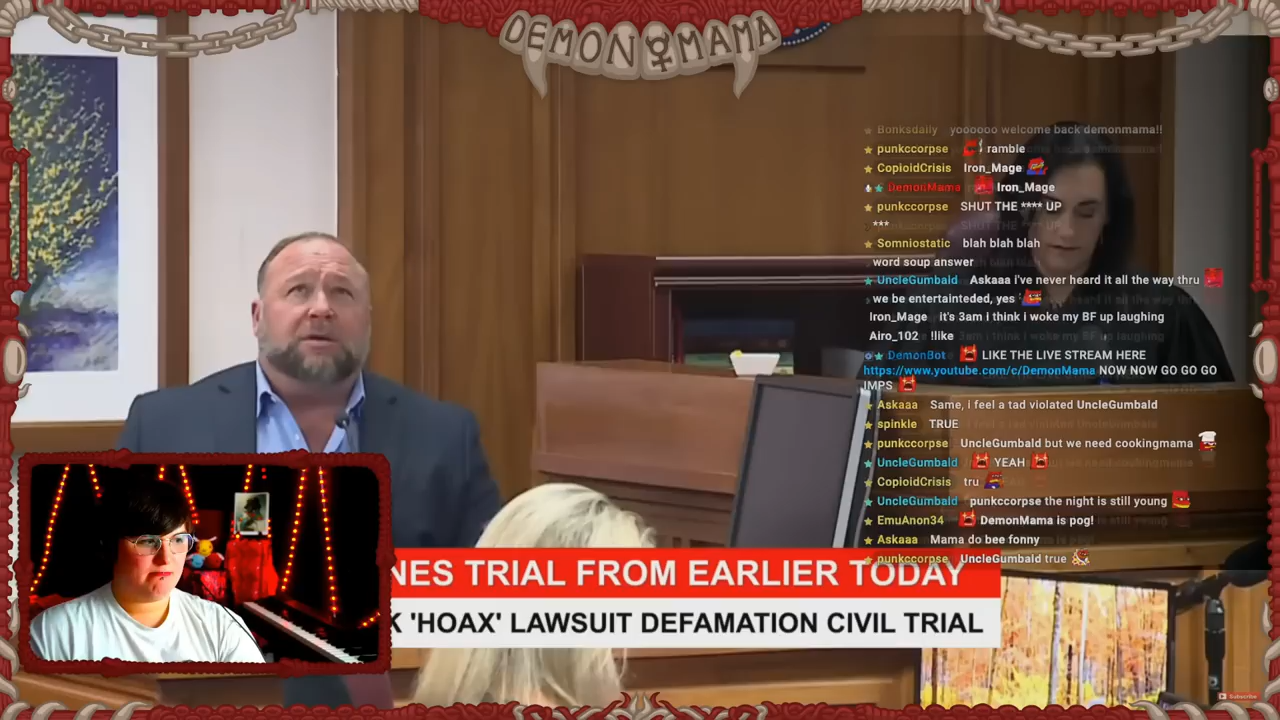 DEMON MAMA
Bonksdaily yoooooo welcome back demonmama!!
punkccorpse ramble
CopioidCrisis Iron_Mage
DemonMama Iron_Mage
punkccorpse SHUT THE **** UP
***
Somniostatic blah blah blah
word soup answer
UncleGumbald Askaaa i've never heard it all the way thru
we be entertainteded, yes
Iron_Mage it's 3am i think i woke my BF up laughing
Airo_102 !like
DemonBot LIKE THE LIVE STREAM HERE
https://www.youtube.com/c/DemonMama NOW NOW GO GO GO
IMPS
Askaaa Same, i feel a tad violated UncleGumbald
spinkle TRUE
punkccorpse UncleGumbald but we need cookingmama
UncleGumbald YEAH
CopioidCrisis tru
UncleGumbald punkccorpse the night is still young
EmuAnon34 DemonMama is pog!
Askaaa Mama do bee fonny
punkccorpse UncleGumbald true
NES TRIAL FROM EARLIER TODAY
K 'HOAX' LAWSUIT DEFAMATION CIVIL TRIAL
Subscribe